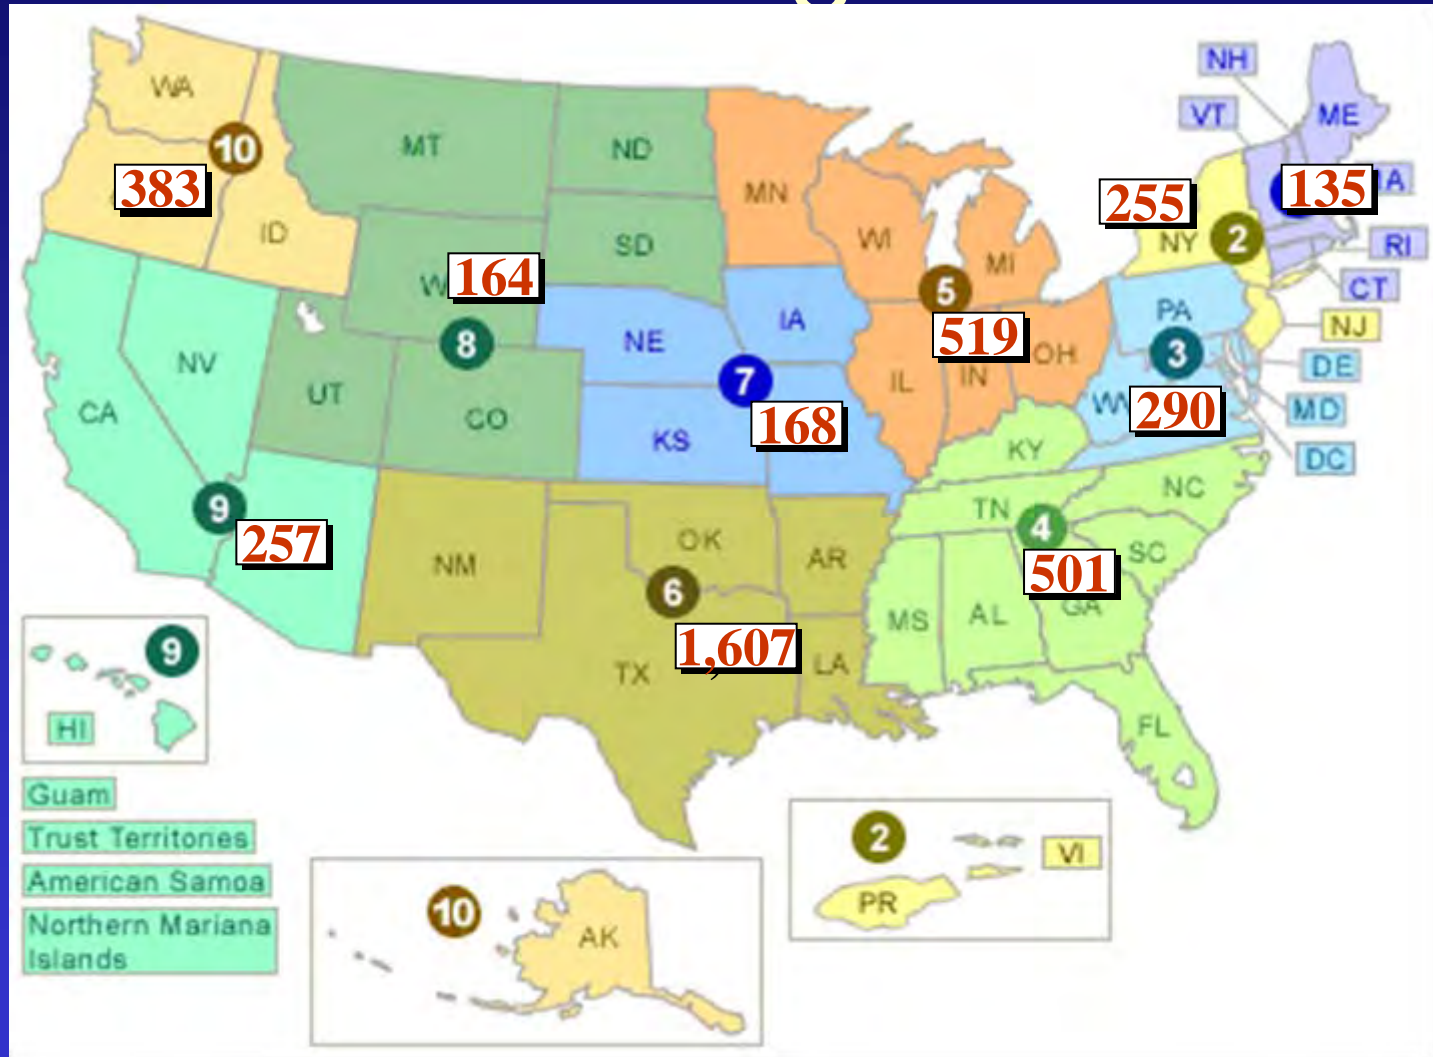 NH
WA
VT
ME
MT
ND
10
383
MN
255
135
A
ID
SD
WI
NY
2
RI
MI
W
164
5
CT
PA
NE
IA
519
NJ
NV
8
OH
3
DE
UT
7
IL
IN
CA
CO
W
290
MD
KS
168
KY
DC
9
TN
NC
257
OK
4
NM
AR
SC
501
6
GA
MS
AL
9
1,607
TX
LA
HI
FL
Guam
Trust Territories
2
VI
American Samoa
10
PR
Northern Mariana
Islands
AK